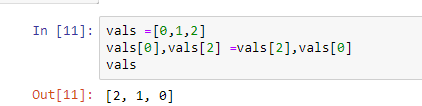 In [11]: vals =[0,1,2]
vals[0],vals[2] =vals[2],vals[0]
vals
Out[11]: [2, 1, 0]